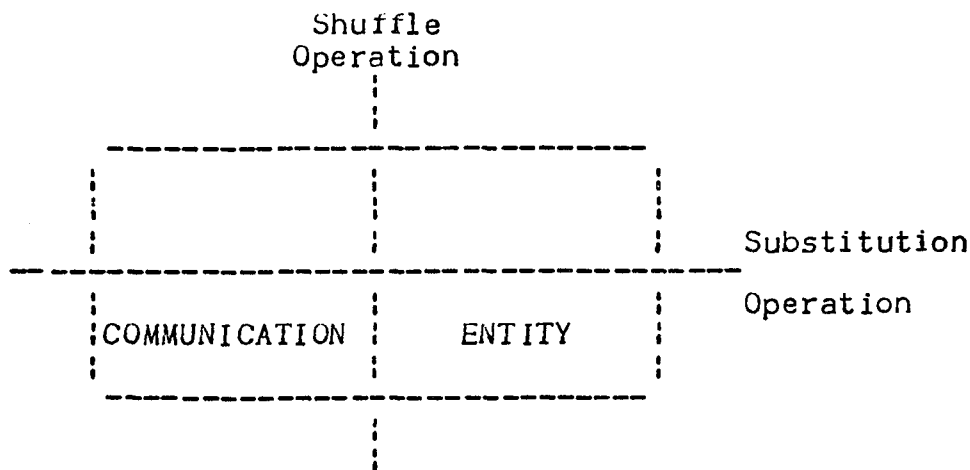 Shuffle
Operation
Substitution
Operation
COMMUNICATION ENTITY